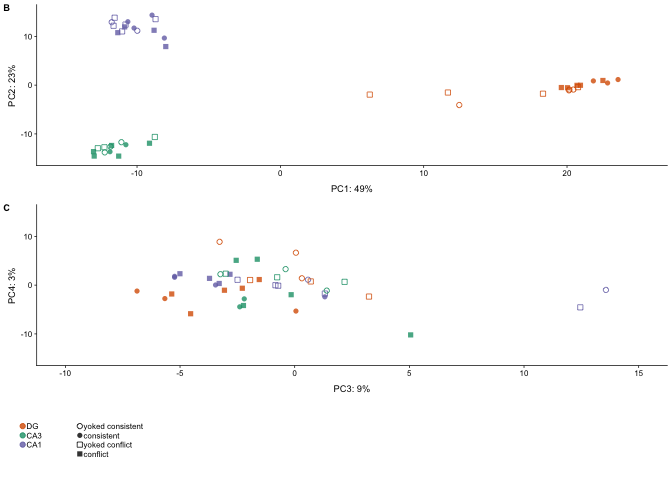 B
10
0
-10
PC2: 23%
-10
0
10
20
PC1: 49%
C
10
0
-10
PC4: 3%
-10
-5
0
5
10
15
PC3: 9%
DG
CA3
CA1
yoked consistent
consistent
yoked conflict
conflict